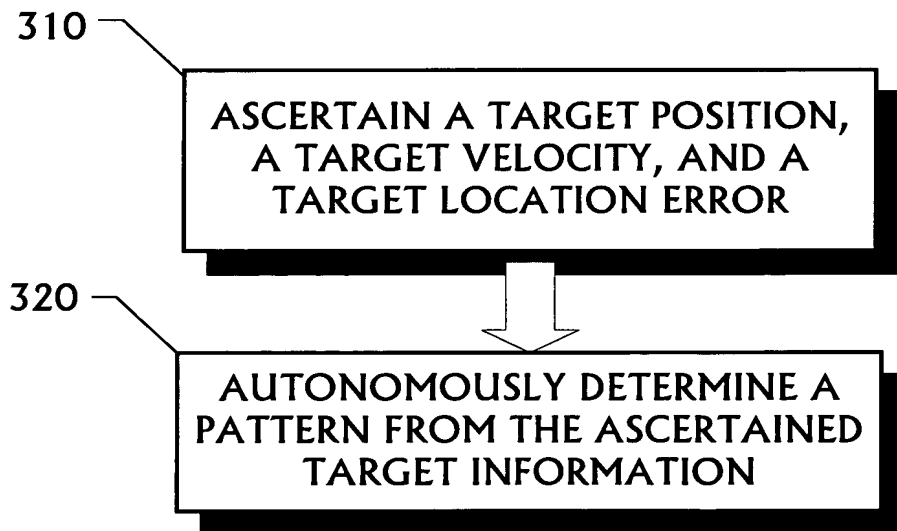 310
ASCERTAIN A TARGET POSITION,
A TARGET VELOCITY, AND A
TARGET LOCATION ERROR
320
AUTONOMOUSLY DETERMINE A
PATTERN FROM THE ASCERTAINED
TARGET INFORMATION